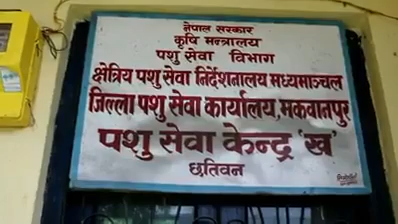 नेपाल सरकार
कृषि मन्त्रालय
पशु सेवा विभाग
क्षेत्रिय पशु सेवा निर्देशनालय मध्यमाञ्चल
जिल्ला पशु सेवा कार्यालय, मकवानपुर
पशु सेवा केन्द्र 'ख'
छतिवन